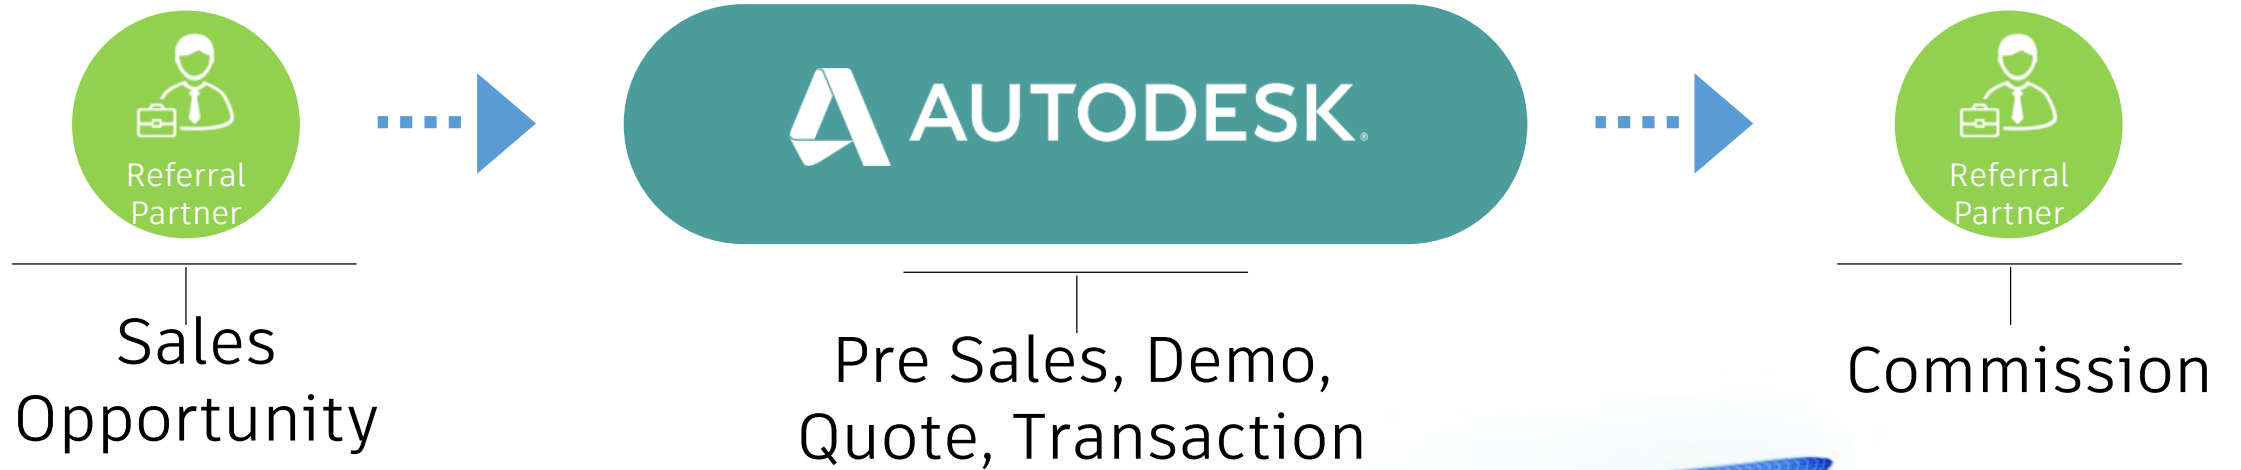 Referral
Partner
Sales
Opportunity
AUTODESK®
Pre Sales, Demo,
Quote, Transaction
Referral
Partner
Commission